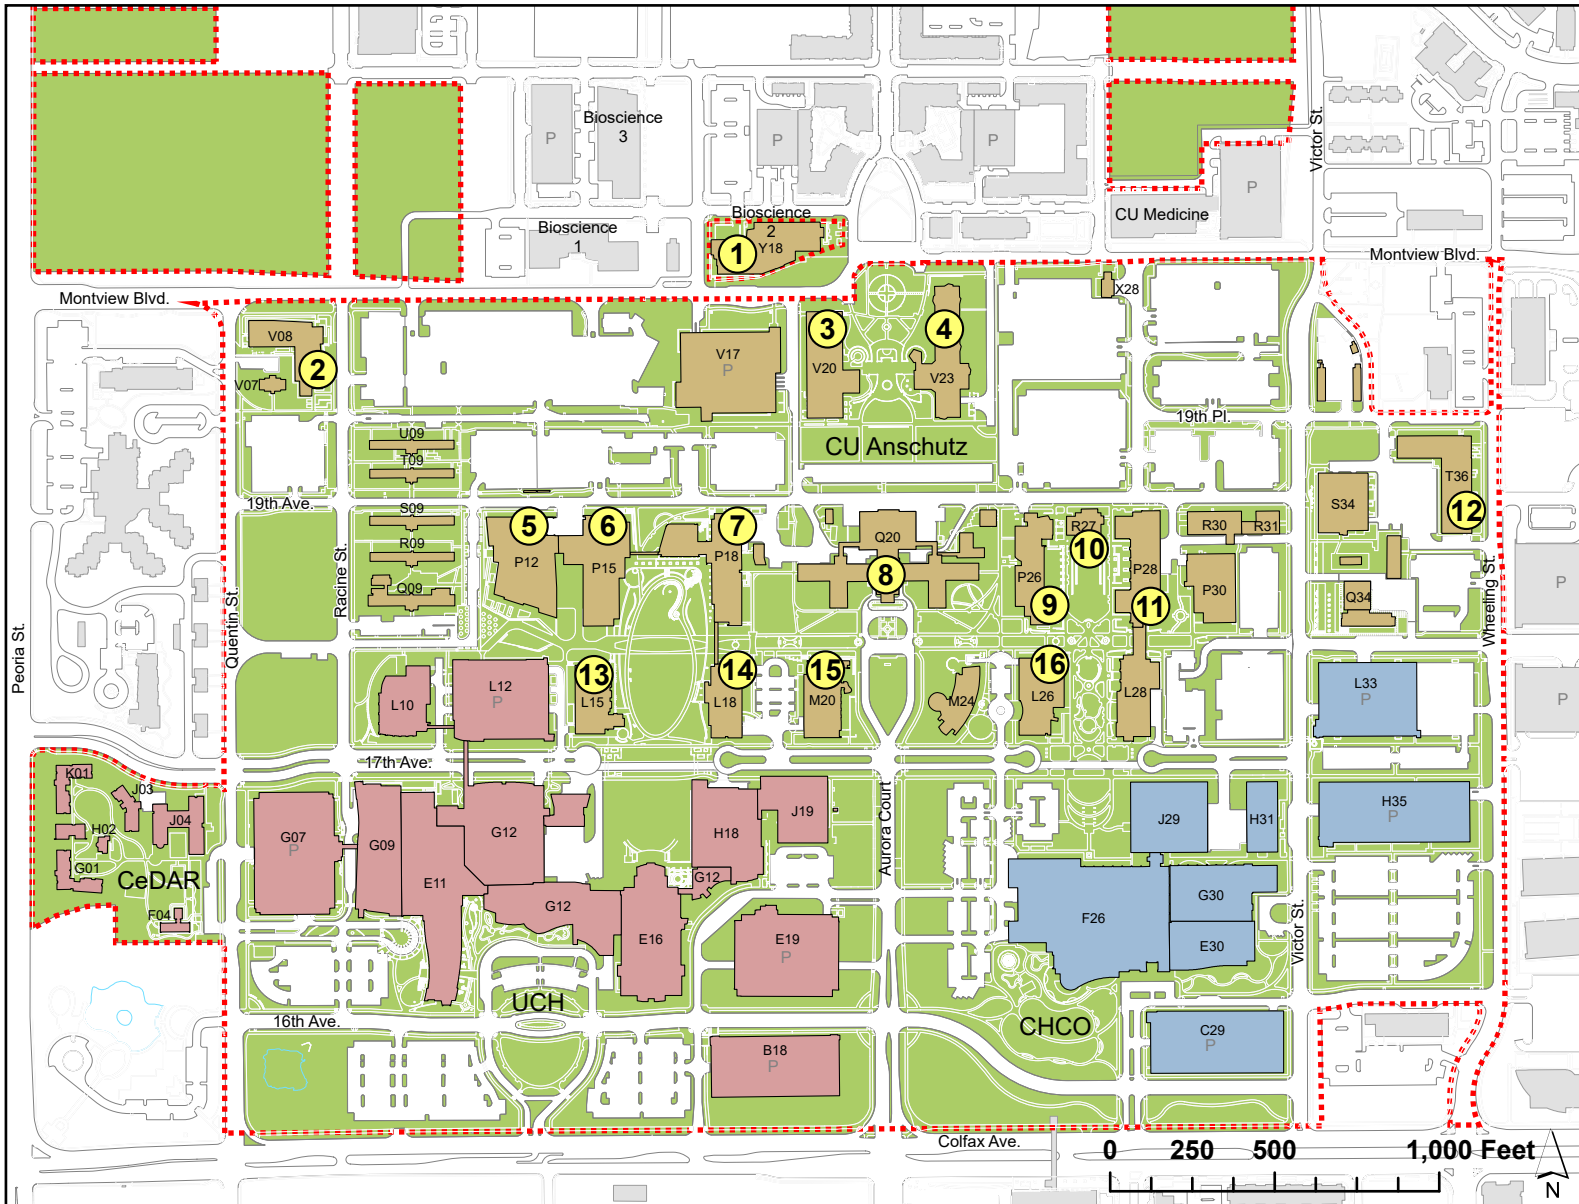 P
Bioscience
3
P
P
Victor St.
P
CU Medicine
Bioscience
2
Y18
1
Bioscience
1
Montview Blvd.
Montview Blvd.
X28
V08
2
V07
V17
P
3
V20
4
V23
19th Pl.
U09
T09
CU Anschutz
19th Ave.
S09
R09
Q09
Racine St.
Quentin St.
Peoria St.
5
P12
6
P15
7
P18
Q20
8
P26
9
R27
10
P28
11
R30
R31
P30
S34
T36
12
Q34
Wheeling St.
P
P
L10
L12
P
13
L15
14
L18
15
M20
M24
16
L26
L28
L33
P
17th Ave.
K01
J03
J04
H02
G01
CeDAR
F04
G07
P
G09
E11
G12
G12
G12
H18
J19
E16
E19
P
Aurora Court
J29
H31
H35
P
F26
G30
E30
Victor St.
UCH
16th Ave.
B18
P
CHCO
C29
P
Colfax Ave.
0 250 500 1,000 Feet
N